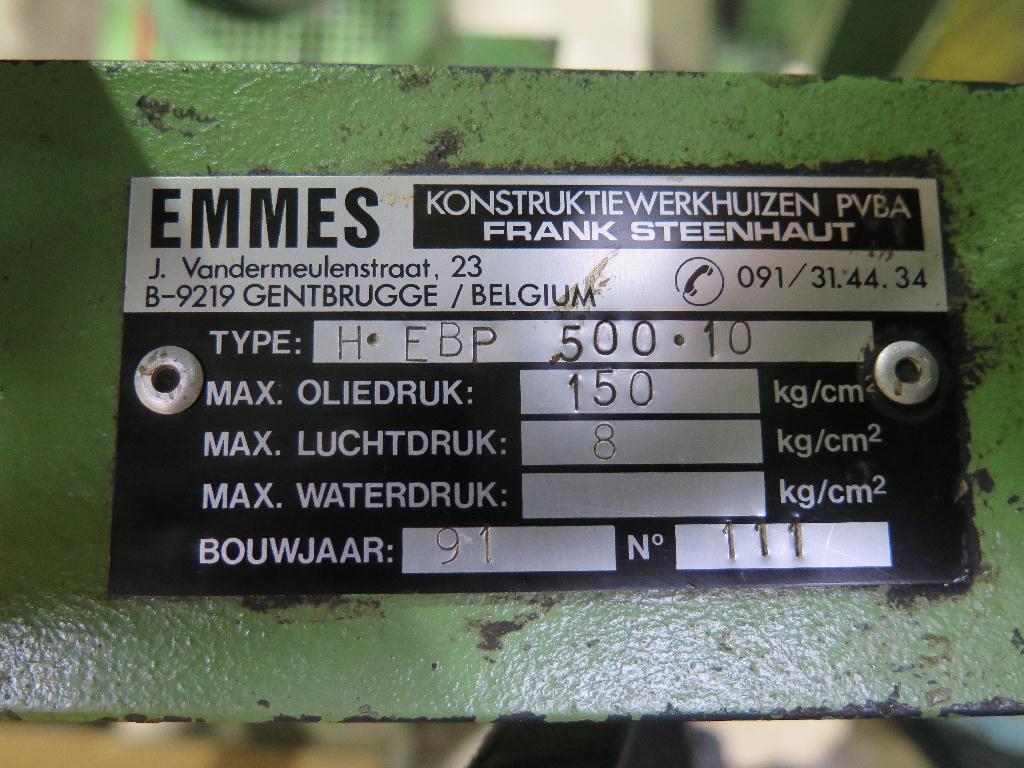 EMMES KONSTRUKTIEWERKHUIZEN PVBA
FRANK STEENHAUT
J. Vandermeulenstraat, 23
B-9219 GENTBRUGGE / BELGIUM 091/31.44.34
TYPE: H·EBP 500·10
MAX. OLIEDRUK: 150 kg/cm²
MAX. LUCHTDRUK: 8 kg/cm²
MAX. WATERDRUK: kg/cm²
BOUWJAAR: 91 N° 111